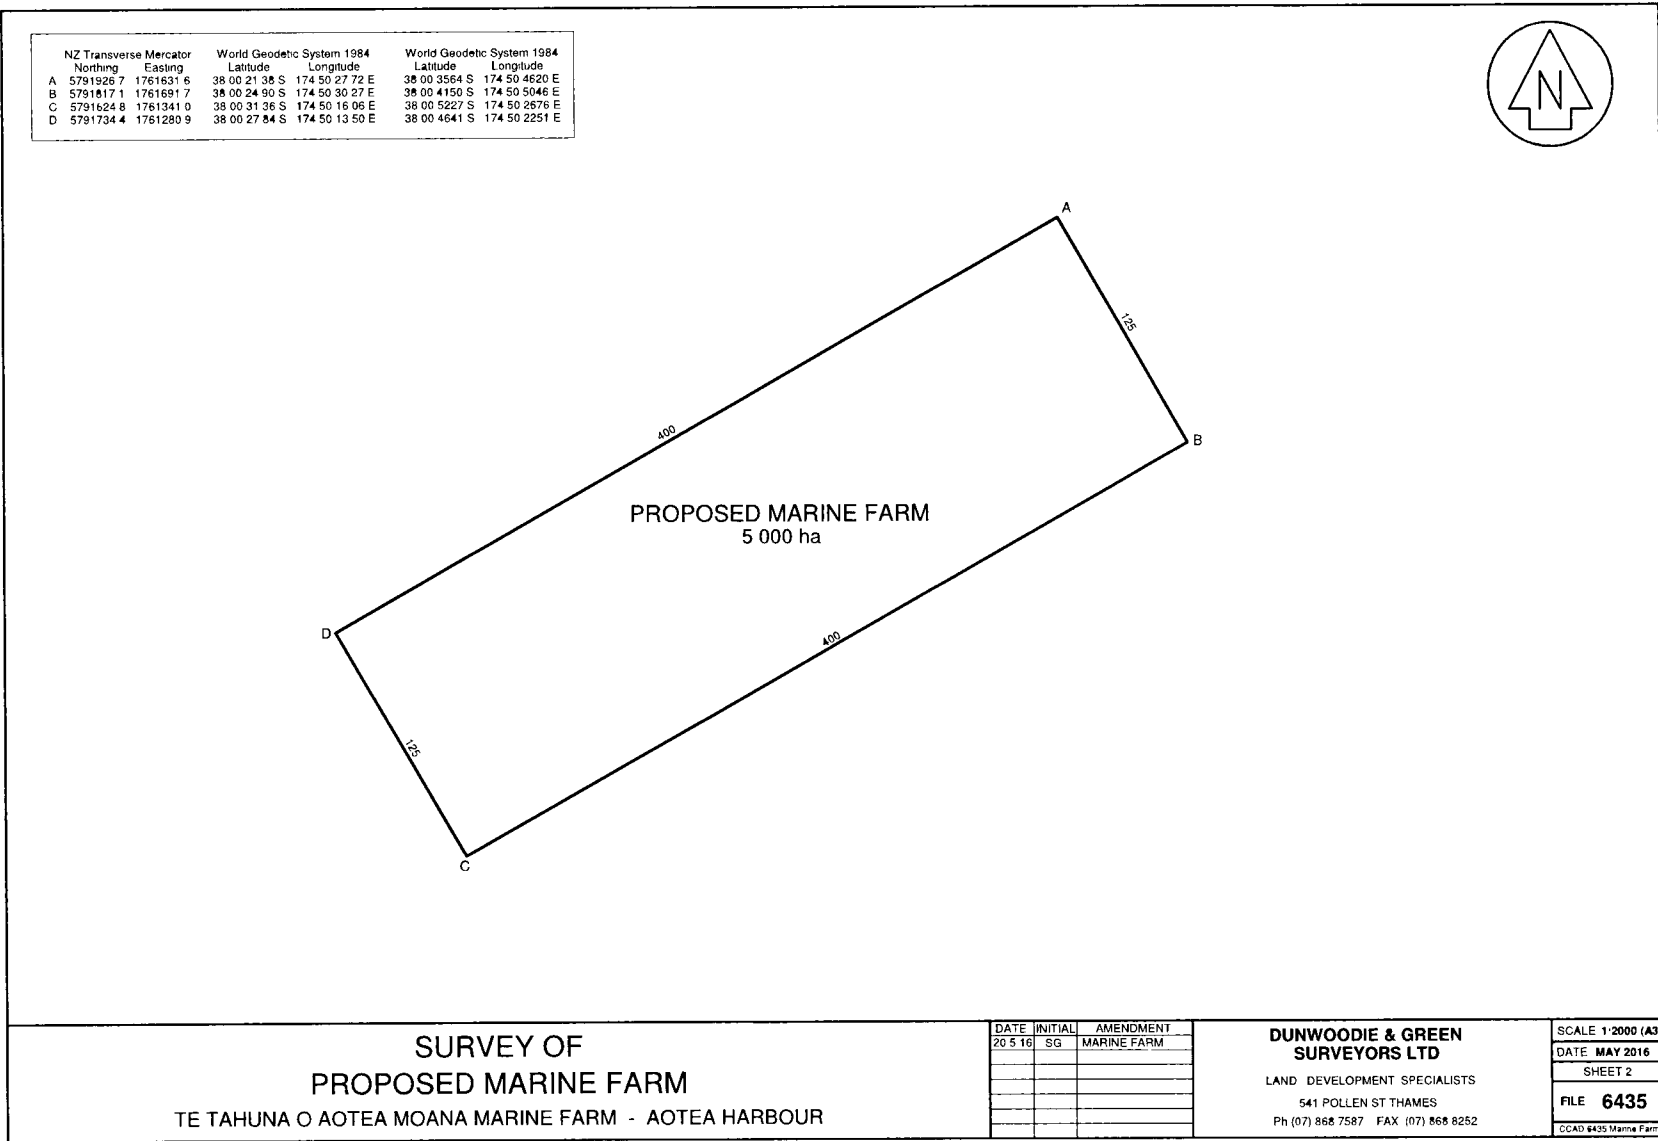 NZ Transverse Mercator World Geodetic System 1984 World Geodetic System 1984
Northing Easting Latitude Longitude Latitude Longitude
A 5791926 7 1761631 6 38 00 21 38 S 174 50 27 72 E 38 00 3564 S 174 50 4620 E
B 5791817 1 1761691 7 38 00 24 90 S 174 50 30 27 E 38 00 4150 S 174 50 5046 E
C 5791624 8 1761341 0 38 00 31 36 S 174 50 16 06 E 38 00 5227 S 174 50 2676 E
D 5791734 4 1761280 9 38 00 27 84 S 174 50 13 50 E 38 00 4641 S 174 50 2251 E
N
A
125
400
B
PROPOSED MARINE FARM
5 000 ha
D
400
125
C
SURVEY OF
PROPOSED MARINE FARM
TE TAHUNA O AOTEA MOANA MARINE FARM - AOTEA HARBOUR
DATE INITIAL AMENDMENT
20 5 16 SG MARINE FARM
DUNWOODIE & GREEN
SURVEYORS LTD
LAND DEVELOPMENT SPECIALISTS
541 POLLEN ST THAMES
Ph (07) 868 7587 FAX (07) 868 8252
SCALE 1:2000 (A3
DATE MAY 2016
SHEET 2
FILE 6435
CCAD 6435 Marine Farm